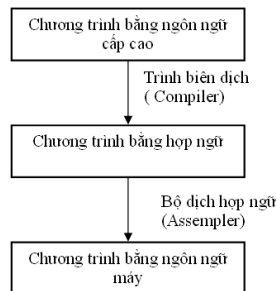 Chương trình bằng ngôn ngữ
cấp cao
Trình biên dịch
( Compiler)
Chương trình bằng hợp ngữ
Bộ dịch hợp ngữ
(Assempler)
Chương trình bằng ngôn ngữ
máy